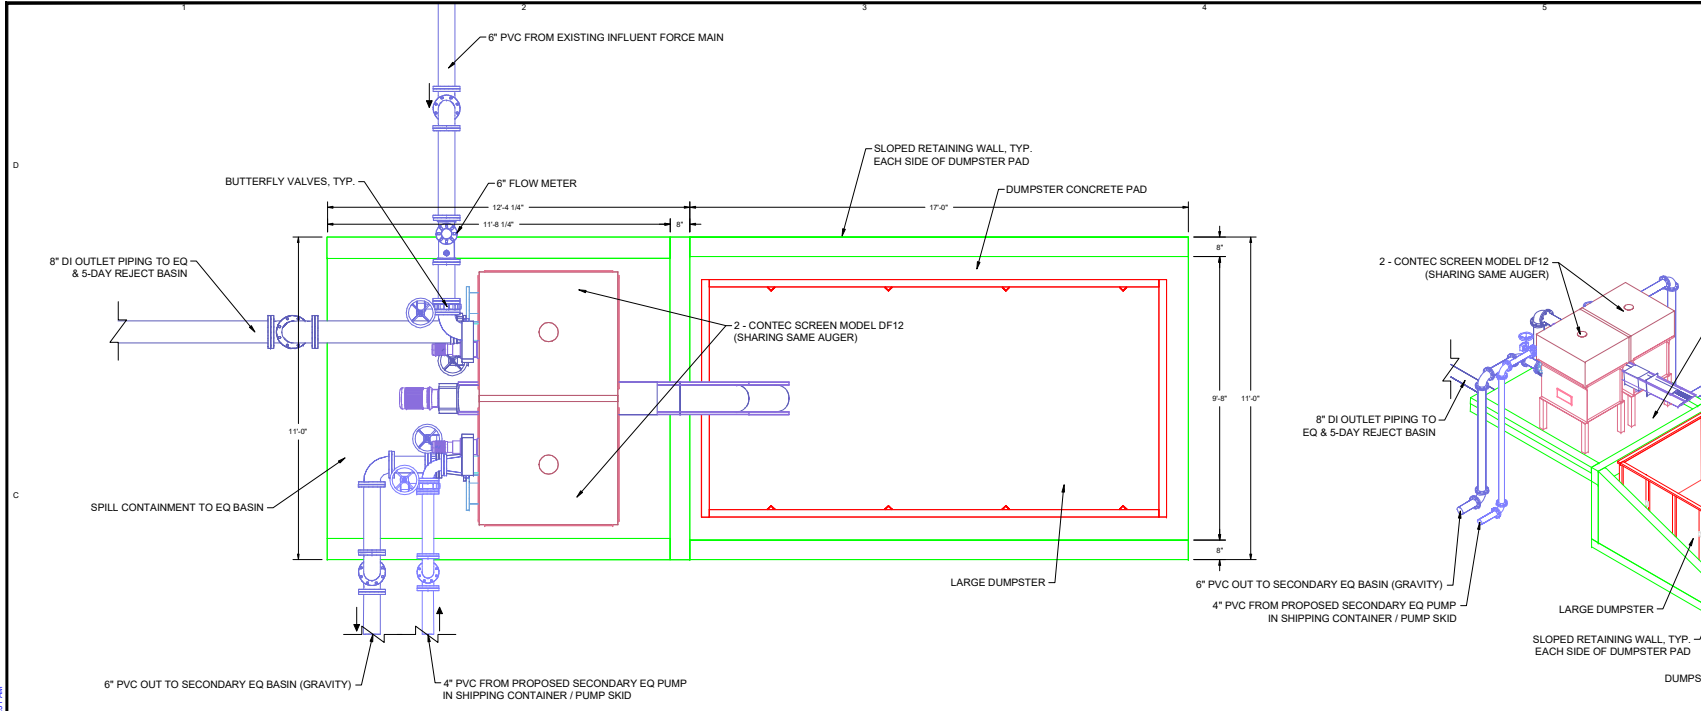 1
2
3
4
5
6" PVC FROM EXISTING INFLUENT FORCE MAIN
D
SLOPED RETAINING WALL, TYP.
EACH SIDE OF DUMPSTER PAD
BUTTERFLY VALVES, TYP.
6" FLOW METER
DUMPSTER CONCRETE PAD
12'-4 1/4"
17'-0"
11'-8 1/4"
8"
8"
8" DI OUTLET PIPING TO EQ
& 5-DAY REJECT BASIN
2 - CONTEC SCREEN MODEL DF12
(SHARING SAME AUGER)
2 - CONTEC SCREEN MODEL DF12
(SHARING SAME AUGER)
9'-8"
11'-0"
11'-0"
8" DI OUTLET PIPING TO
EQ & 5-DAY REJECT BASIN
C
SPILL CONTAINMENT TO EQ BASIN
8"
LARGE DUMPSTER
6" PVC OUT TO SECONDARY EQ BASIN (GRAVITY)
4" PVC FROM PROPOSED SECONDARY EQ PUMP
IN SHIPPING CONTAINER / PUMP SKID
LARGE DUMPSTER
SLOPED RETAINING WALL, TYP.
EACH SIDE OF DUMPSTER PAD
DUMPS
6" PVC OUT TO SECONDARY EQ BASIN (GRAVITY)
4" PVC FROM PROPOSED SECONDARY EQ PUMP
IN SHIPPING CONTAINER / PUMP SKID